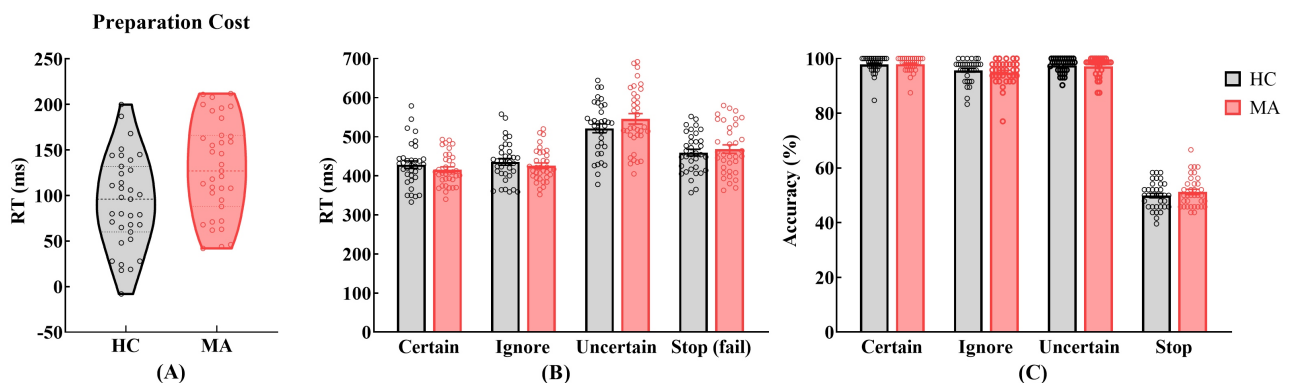 Preparation Cost
RT (ms)
250
200
150
100
50
0
-50
HC
MA
(A)
RT (ms)
700
600
500
400
300
200
100
0
Certain
Ignore
Uncertain
Stop (fail)
(B)
Accuracy (%)
100
80
60
40
20
0
Certain
Ignore
Uncertain
Stop
(C)
HC
MA